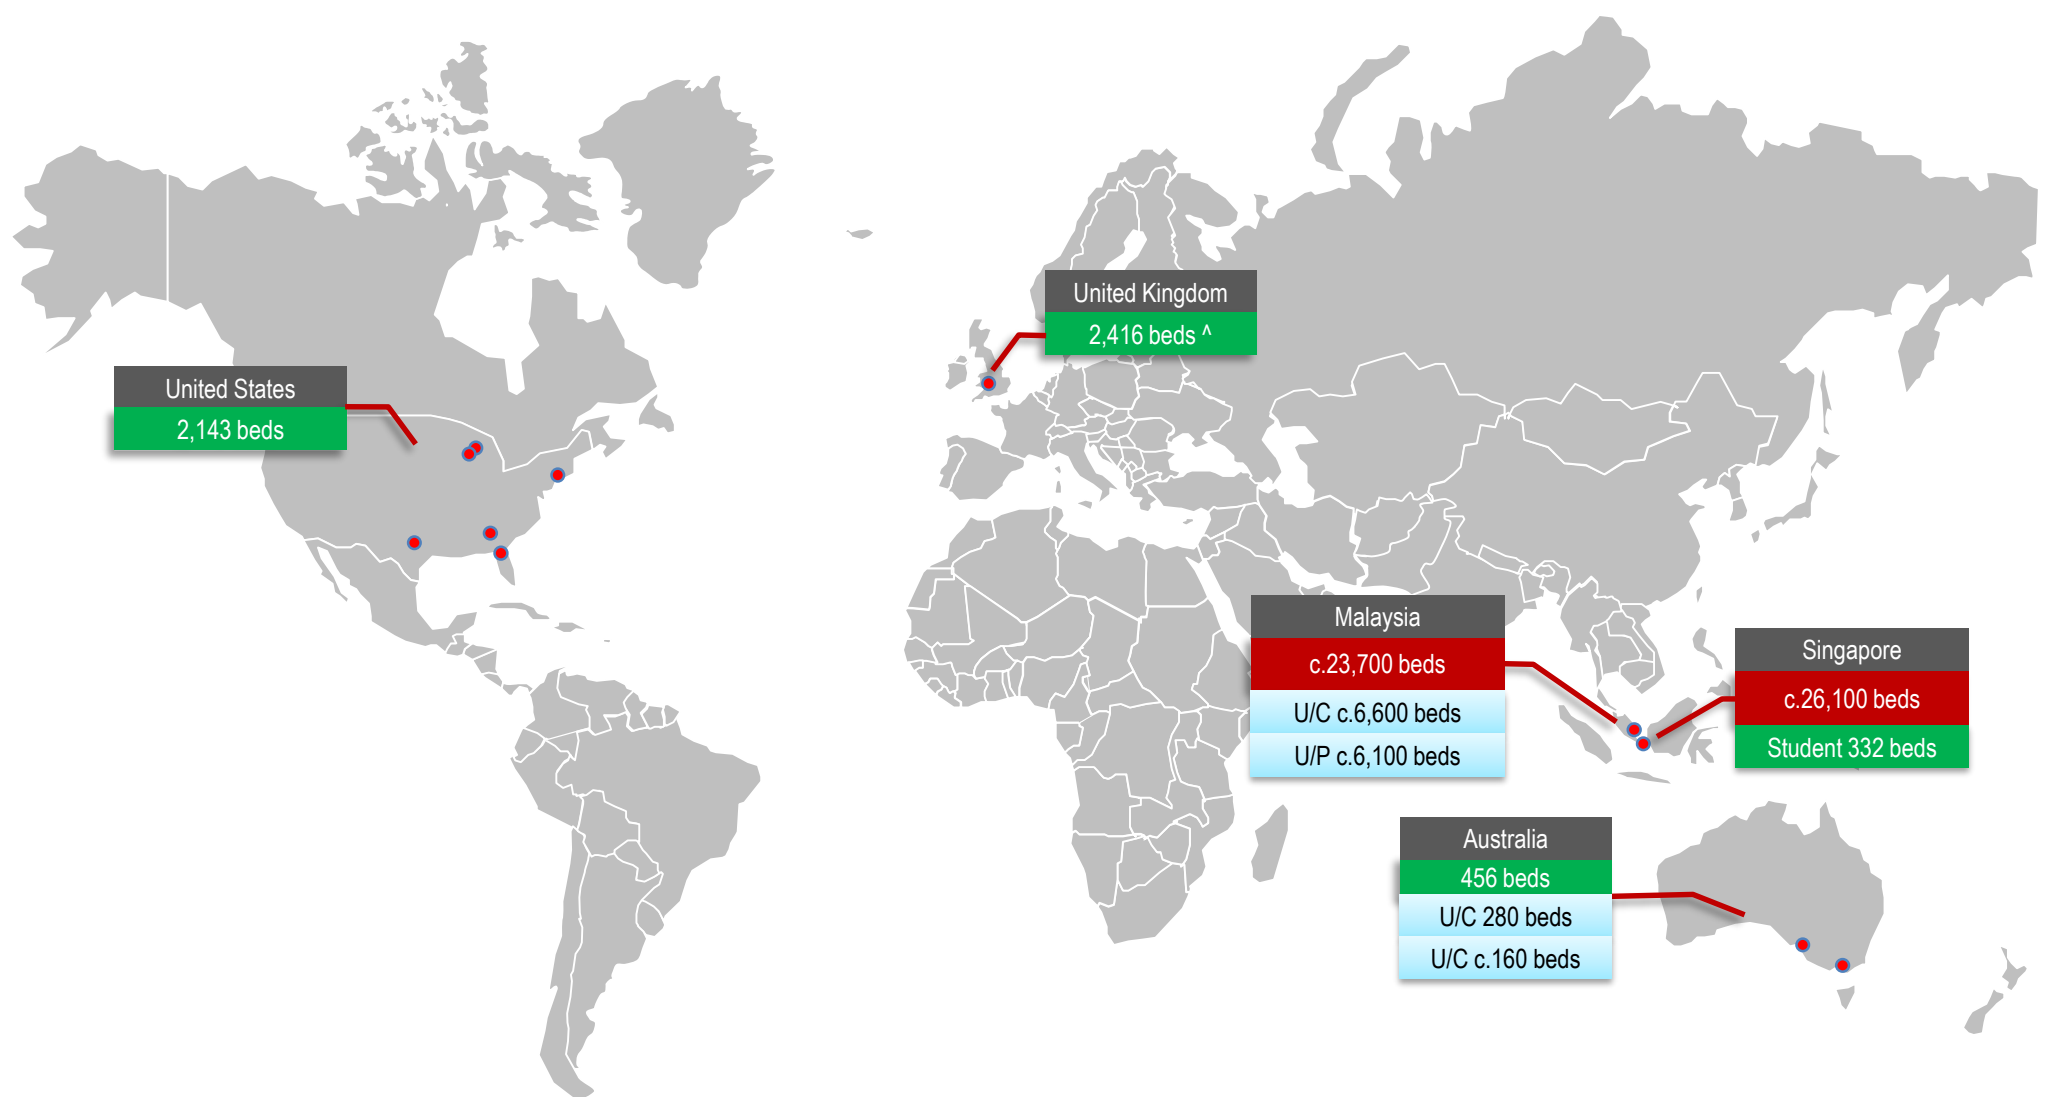 United Kingdom
2,416 beds ^
United States
2,143 beds
Malaysia
c.23,700 beds
U/C c.6,600 beds
U/P c.6,100 beds
Singapore
c.26,100 beds
Student 332 beds
Australia
456 beds
U/C 280 beds
U/C c.160 beds